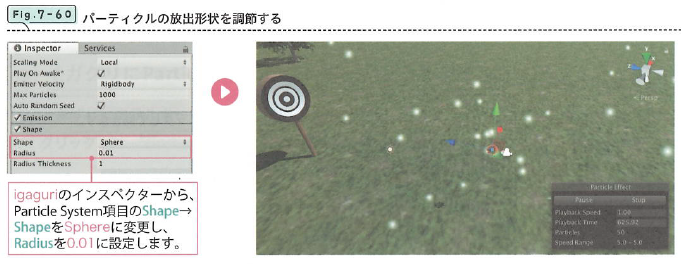 Fig.7-60 パーティクルの放出形状を調節する
Inspector Services
Scaling Mode Local
Play On Awake*
Emitter Velocity Rigidbody
Max Particles 1000
Auto Random Seed
Emission
Shape
Shape Sphere
Radius 0.01
Radius Thickness 1
igaguriのインスペクターから、
Particle System項目のShape→
ShapeをSphereに変更し、
Radiusを0.01に設定します。
Persp
Particle Effect
Pause Stop
Playback Speed 1.00
Playback Time
Particles 50
Speed Range 5.0 - 5.0